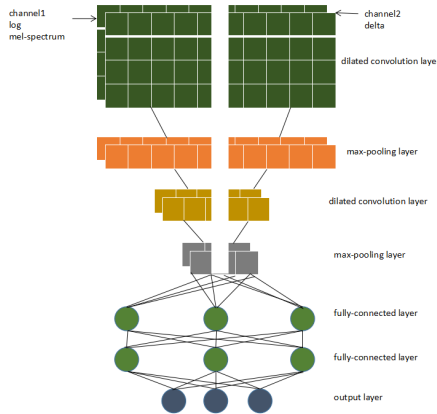 channel1
log
mel-spectrum
channel2
delta
dilated convolution laye
max-pooling layer
dilated convolution layer
max-pooling layer
fully-connected layer
fully-connected layer
output layer